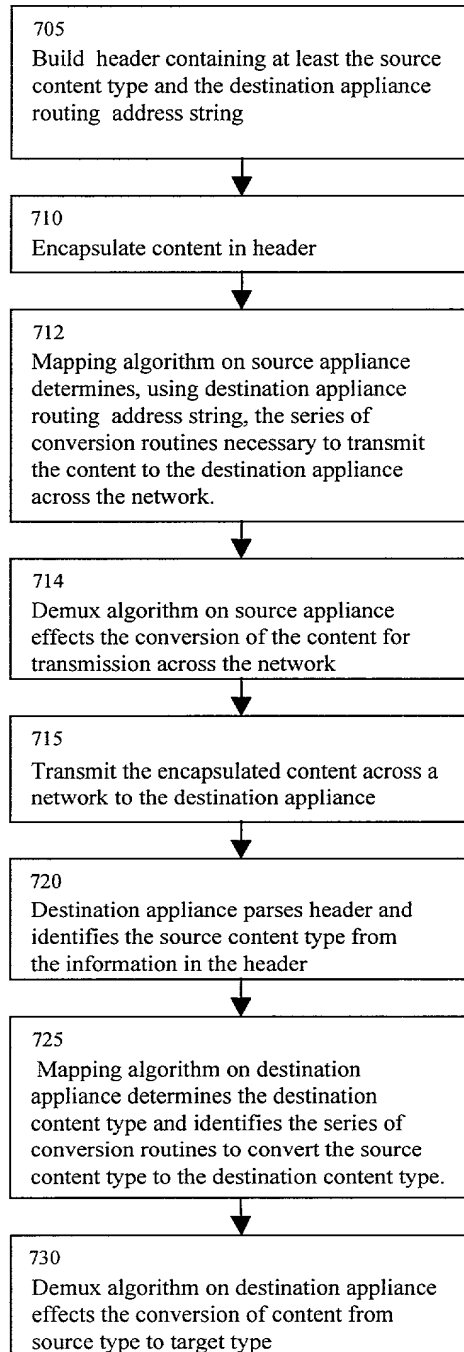 705
Build header containing at least the source
content type and the destination appliance
routing address string
710
Encapsulate content in header
712
Mapping algorithm on source appliance
determines, using destination appliance
routing address string, the series of
conversion routines necessary to transmit
the content to the destination appliance
across the network.
714
Demux algorithm on source appliance
effects the conversion of the content for
transmission across the network
715
Transmit the encapsulated content across a
network to the destination appliance
720
Destination appliance parses header and
identifies the source content type from
the information in the header
725
Mapping algorithm on destination
appliance determines the destination
content type and identifies the series of
conversion routines to convert the source
content type to the destination content type.
730
Demux algorithm on destination appliance
effects the conversion of content from
source type to target type